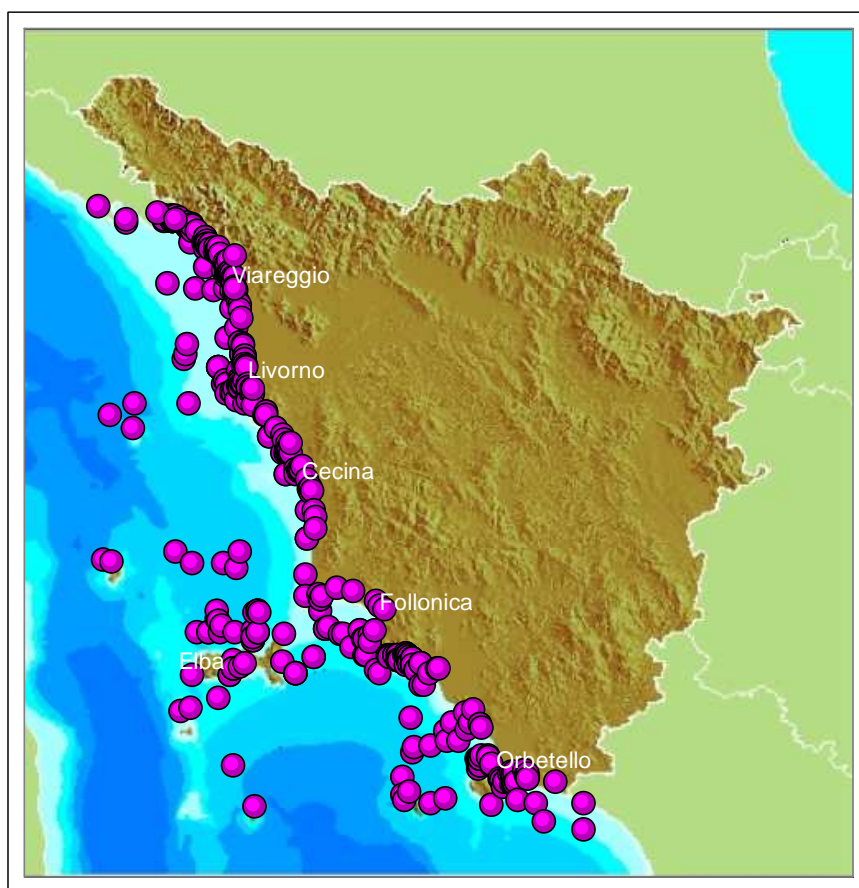 Viareggio
Livorno
Cecina
Follonica
Elba
Orbetello